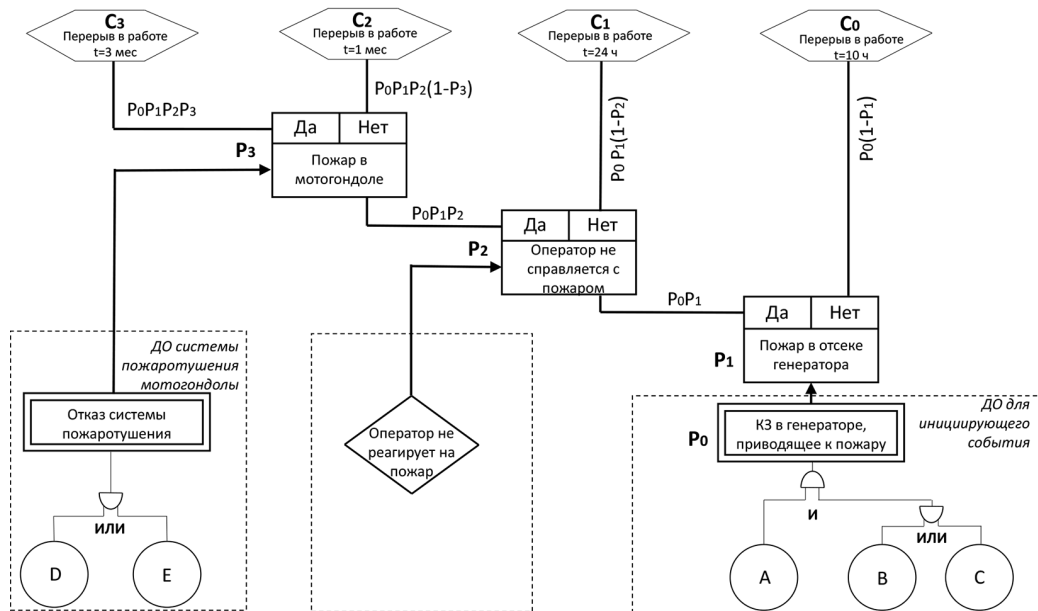 C3
Перерыв в работе
t=3 мес
C2
Перерыв в работе
t=1 мес
C1
Перерыв в работе
t=24 ч
C0
Перерыв в работе
t=10 ч
P0P1P2P3
P0P1P2(1-P3)
P0 P1(1-P2)
P0(1-P1)
Да
Нет
P3
Пожар в
мотогондоле
P0P1P2
Да
Нет
P2
Оператор не
справляется с
пожаром
P0P1
Да
Нет
P1
Пожар в отсеке
генератора
ДО системы
пожаротушения
мотогондолы
Отказ системы
пожаротушения
ИЛИ
D
E
Оператор не
реагирует на
пожар
ДО для
инициирующего
события
P0
КЗ в генераторе,
приводящее к пожару
И
ИЛИ
A
B
C